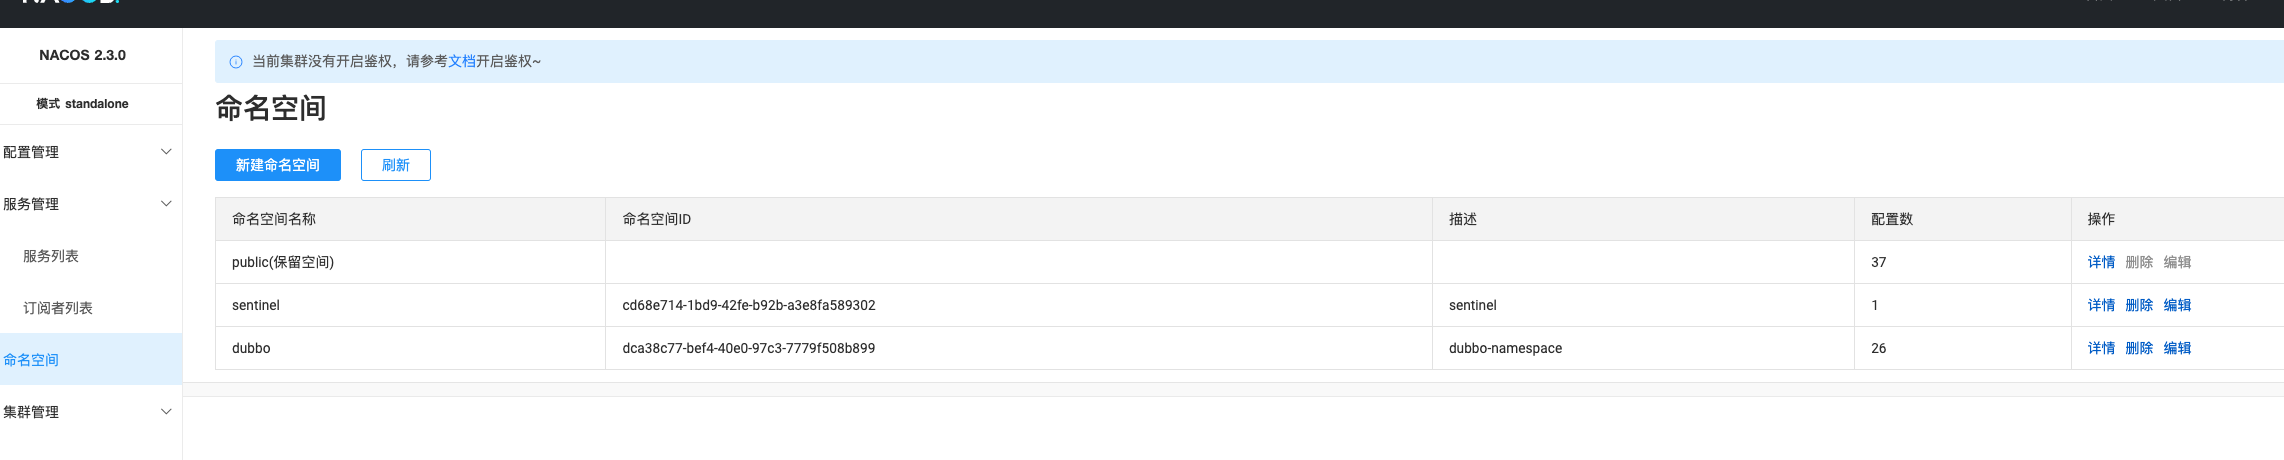 NACOS 2.3.0
模式 standalone
配置管理
服务管理
服务列表
订阅者列表
命名空间
集群管理
当前集群没有开启鉴权，请参考文档开启鉴权~
命名空间
新建命名空间 刷新
命名空间名称 命名空间ID 描述 配置数 操作
public(保留空间) 37 详情 删除 编辑
sentinel cd68e714-1bd9-42fe-b92b-a3e8fa589302 sentinel 1 详情 删除 编辑
dubbo dca38c77-bef4-40e0-97c3-7779f508b899 dubbo-namespace 26 详情 删除 编辑